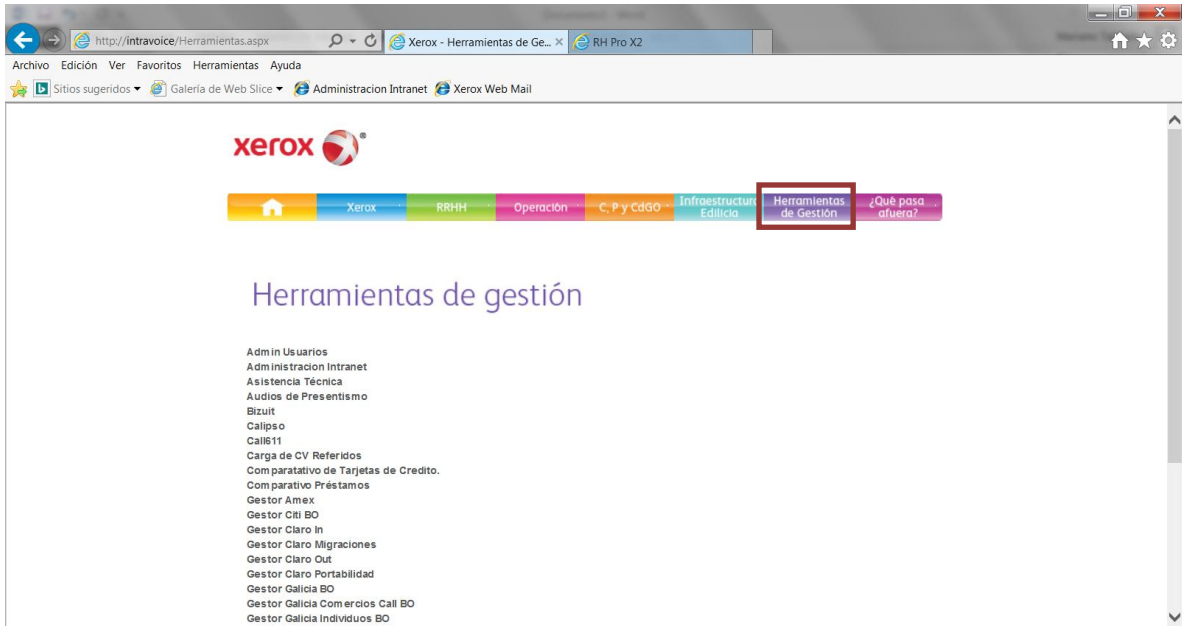 http://intravoice/Herramientas.aspx
Xerox - Herramientas de Ge...
RH Pro X2
Archivo Edición Ver Favoritos Herramientas Ayuda
Sitios sugeridos Galería de Web Slice Administracion Intranet Xerox Web Mail
xerox
Xerox
RRHH
Operación
C, P y CdGO
Infraestructura
Edilicia
Herramientas
de Gestión
¿Qué pasa
afuera?
Herramientas de gestión
Admin Usuarios
Administracion Intranet
Asistencia Técnica
Audios de Presentismo
Bizuit
Calipso
Call611
Carga de CV Referidos
Comparatativo de Tarjetas de Credito.
Comparativo Préstamos
Gestor Amex
Gestor Citi BO
Gestor Claro In
Gestor Claro Migraciones
Gestor Claro Out
Gestor Claro Portabilidad
Gestor Galicia BO
Gestor Galicia Comercios Call BO
Gestor Galicia Individuos BO